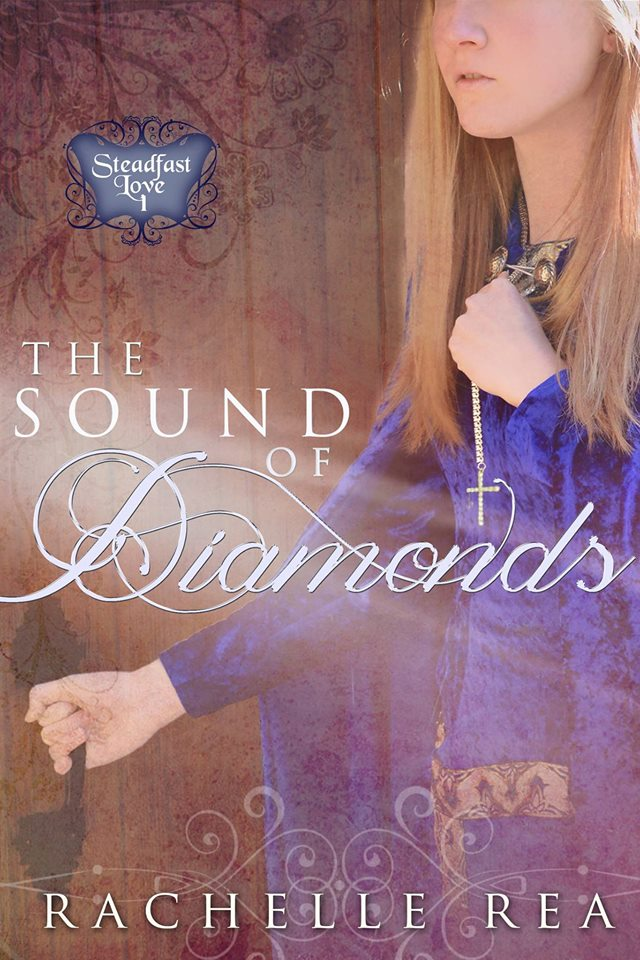 Steadfast
Love
1
THE
SOUND
OF
Diamonds
RACHELLE REA